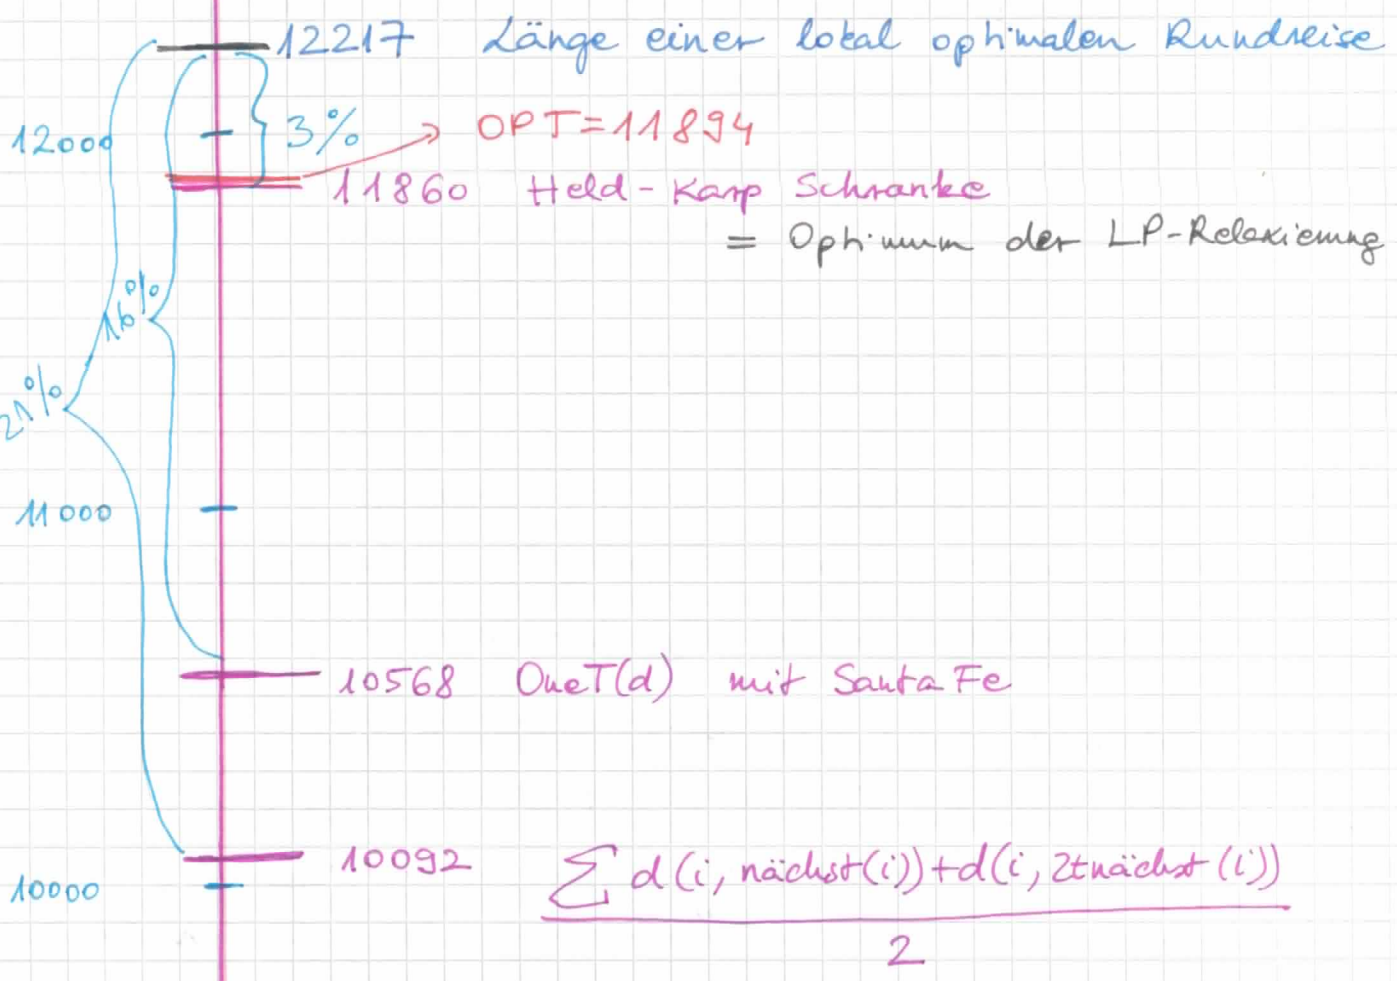 12217 Länge einer lokal optimalen Rundreise
12000
3%
OPT=11894
11860 Held-Karp Schranke
= Optimum der LP-Relaxierung
16%
21%
11000
10568 OneT(d) mit Santa Fe
10092 ∑ d(i, nächst(i))+d(i, 2tnächst(i))
10000
2